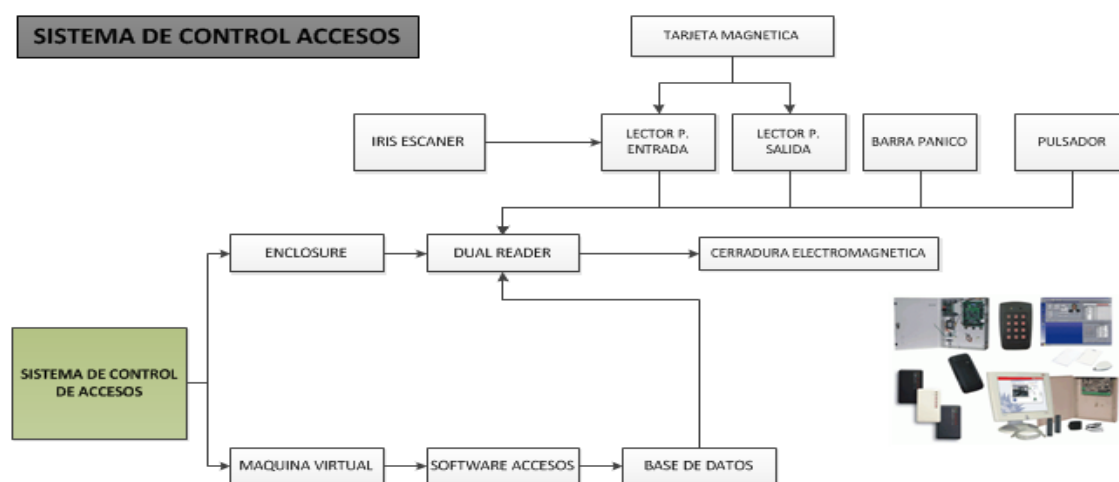 SISTEMA DE CONTROL ACCESOS
TARJETA MAGNETICA
IRIS ESCANER
LECTOR P.
ENTRADA
LECTOR P.
SALIDA
BARRA PANICO
PULSADOR
ENCLOSURE
DUAL READER
CERRADURA ELECTROMAGNETICA
SISTEMA DE CONTROL
DE ACCESOS
MAQUINA VIRTUAL
SOFTWARE ACCESOS
BASE DE DATOS